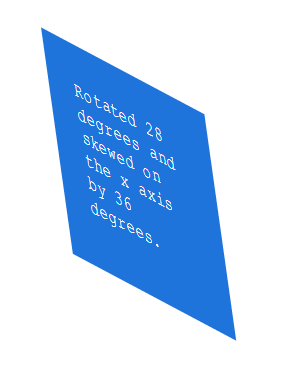 Rotated 28
degrees and
skewed on
the x axis
by 36
degrees.